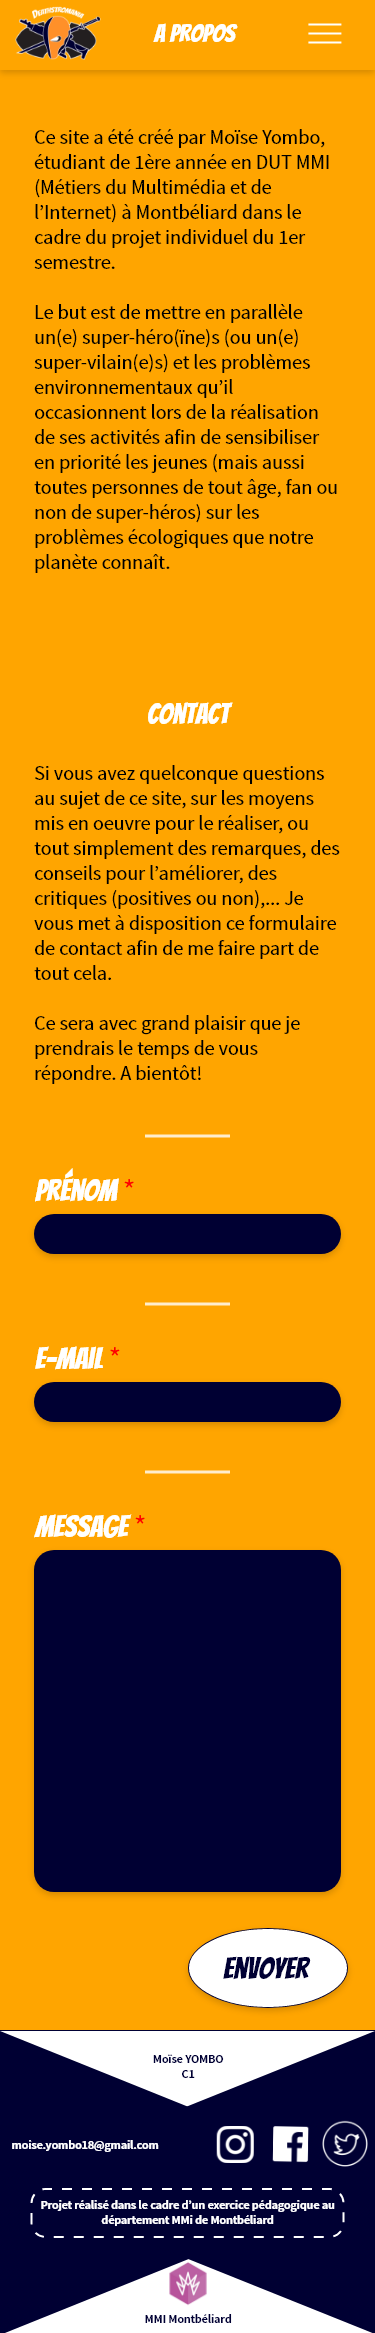 A PROPOS
Ce site a été créé par Moïse Yombo,
étudiant de 1ère année en DUT MMI
(Métiers du Multimédia et de
l’Internet) à Montbéliard dans le
cadre du projet individuel du 1er
semestre.
Le but est de mettre en parallèle
un(e) super-héro(ïne)s (ou un(e)
super-vilain(e)s) et les problèmes
environnementaux qu’il
occasionnent lors de la réalisation
de ses activités afin de sensibiliser
en priorité les jeunes (mais aussi
toutes personnes de tout âge, fan ou
non de super-héros) sur les
problèmes écologiques que notre
planète connaît.
CONTACT
Si vous avez quelconque questions
au sujet de ce site, sur les moyens
mis en oeuvre pour le réaliser, ou
tout simplement des remarques, des
conseils pour l’améliorer, des
critiques (positives ou non),... Je
vous met à disposition ce formulaire
de contact afin de me faire part de
tout cela.
Ce sera avec grand plaisir que je
prendrais le temps de vous
répondre. A bientôt!
PRÉNOM *
E-MAIL *
MESSAGE *
ENVOYER
Moïse YOMBO
C1
moise.yombo18@gmail.com
Projet réalisé dans le cadre d’un exercice pédagogique au
département MMi de Montbéliard
MMI Montbéliard